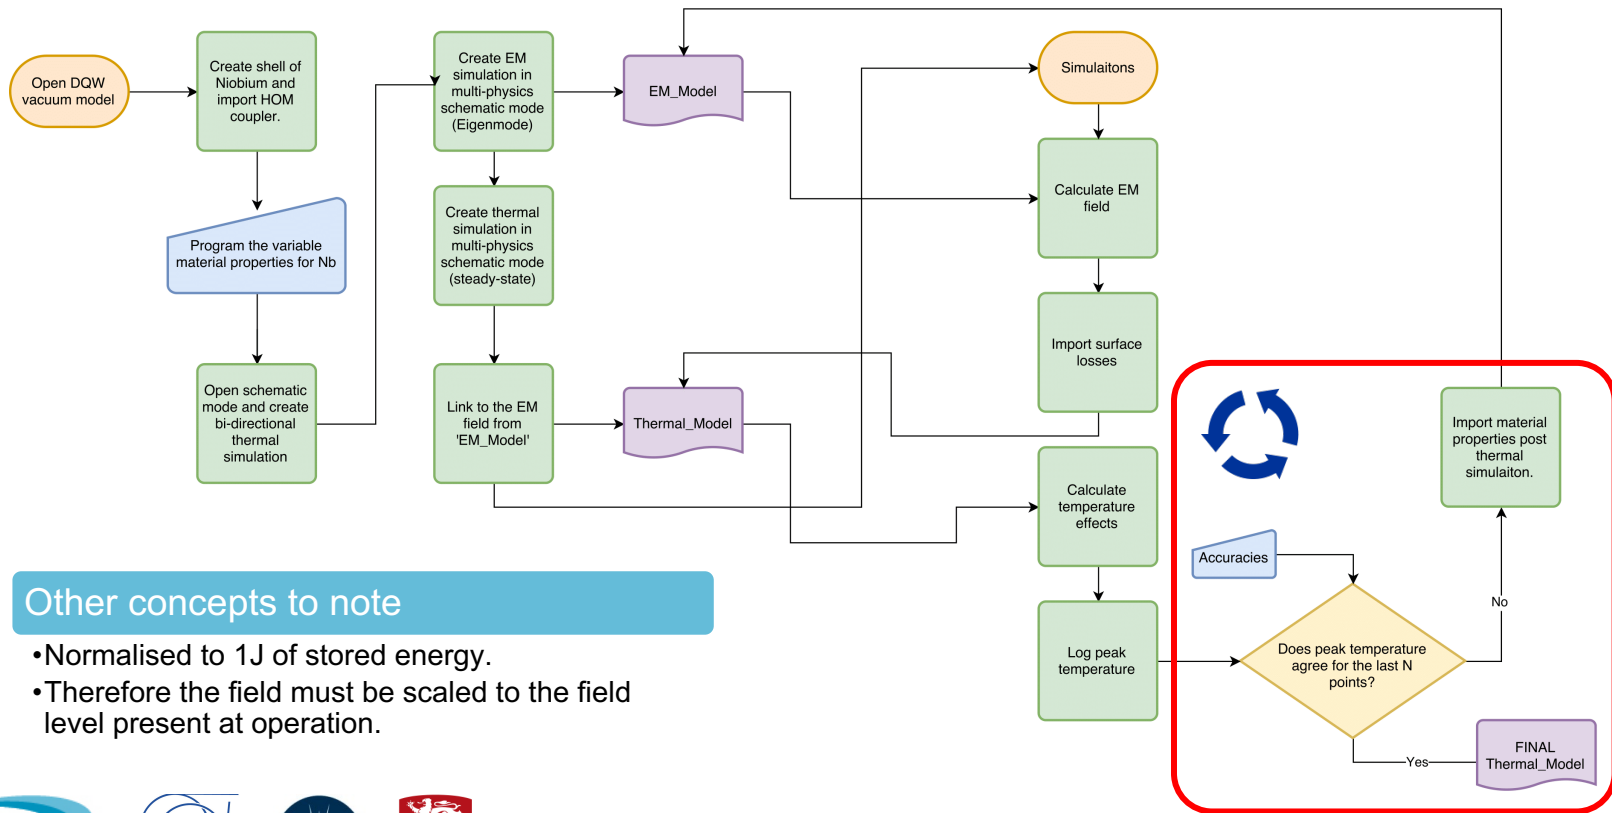 Open DQW
vacuum model
Create shell of
Niobium and
import HOM
coupler.
Program the variable
material properties for Nb
Open schematic
mode and create
bi-directional
thermal
simulation
Create EM
simulation in
multi-physics
schematic mode
(Eigenmode)
Create thermal
simulation in
multi-physics
schematic mode
(steady-state)
Link to the EM
field from
'EM_Model'
EM_Model
Thermal_Model
Simulaitons
Calculate EM
field
Import surface
losses
Calculate
temperature
effects
Log peak
temperature
Accuracies
Does peak temperature
agree for the last N
points?
No
Import material
properties post
thermal
simulaiton.
Yes
FINAL
Thermal_Model
Other concepts to note
•Normalised to 1J of stored energy.
•Therefore the field must be scaled to the field
level present at operation.